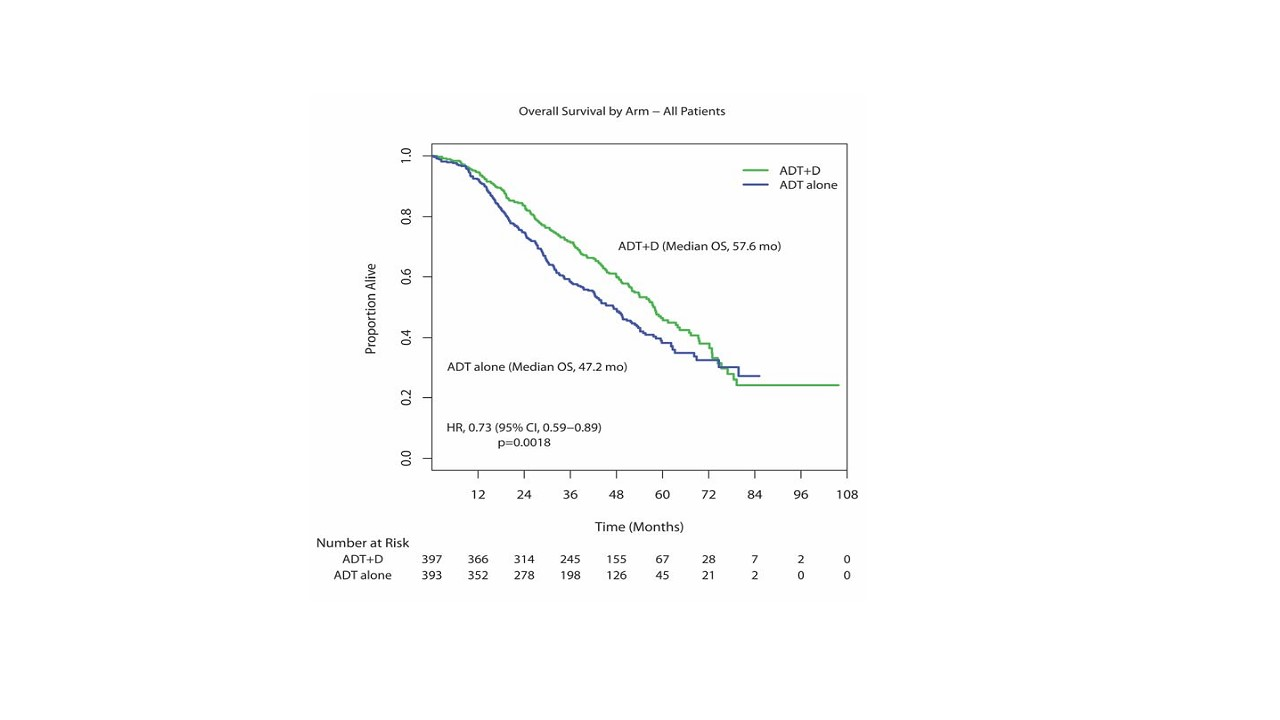 Overall Survival by Arm − All Patients
ADT+D
ADT alone
1.0
0.8
0.6
0.4
0.2
0.0
Proportion Alive
ADT+D (Median OS, 57.6 mo)
ADT alone (Median OS, 47.2 mo)
HR, 0.73 (95% CI, 0.59−0.89)
p=0.0018
12 24 36 48 60 72 84 96 108
Time (Months)
Number at Risk
ADT+D 397 366 314 245 155 67 28 7 2 0
ADT alone 393 352 278 198 126 45 21 2 0 0